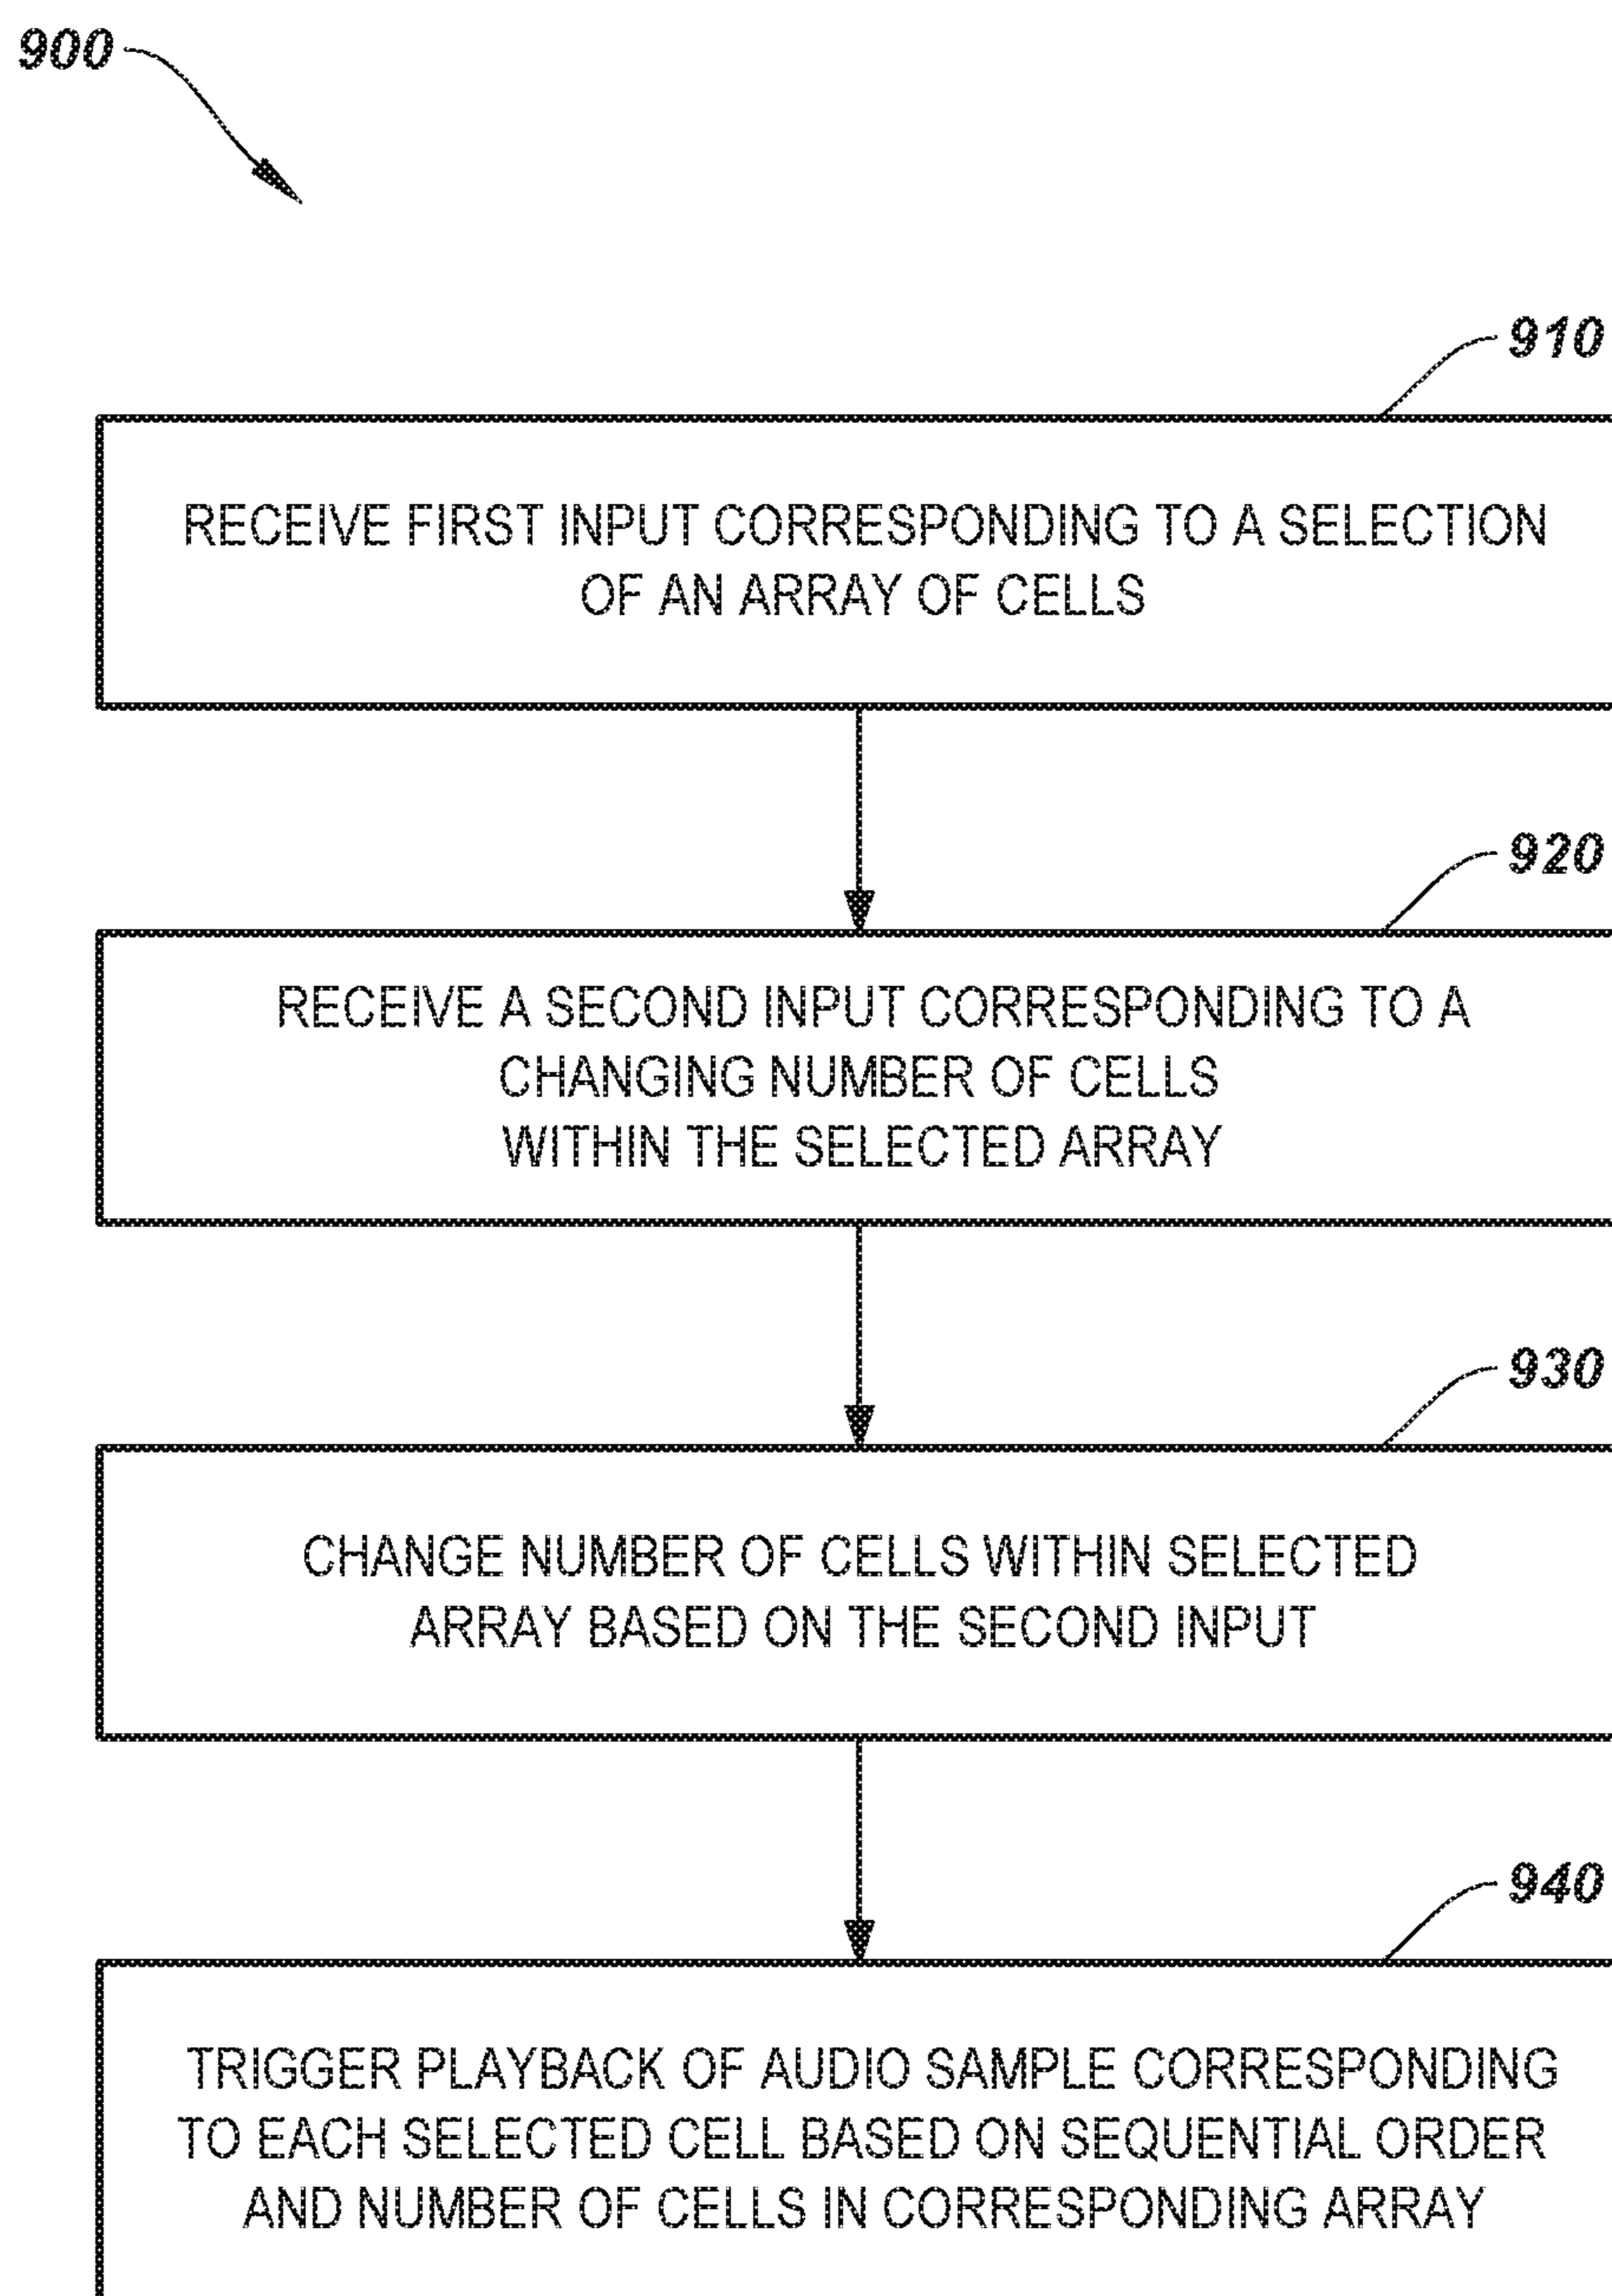 900
910
RECEIVE FIRST INPUT CORRESPONDING TO A SELECTION
OF AN ARRAY OF CELLS
920
RECEIVE A SECOND INPUT CORRESPONDING TO A
CHANGING NUMBER OF CELLS
WITHIN THE SELECTED ARRAY
930
CHANGE NUMBER OF CELLS WITHIN SELECTED
ARRAY BASED ON THE SECOND INPUT
940
TRIGGER PLAYBACK OF AUDIO SAMPLE CORRESPONDING
TO EACH SELECTED CELL BASED ON SEQUENTIAL ORDER
AND NUMBER OF CELLS IN CORRESPONDING ARRAY